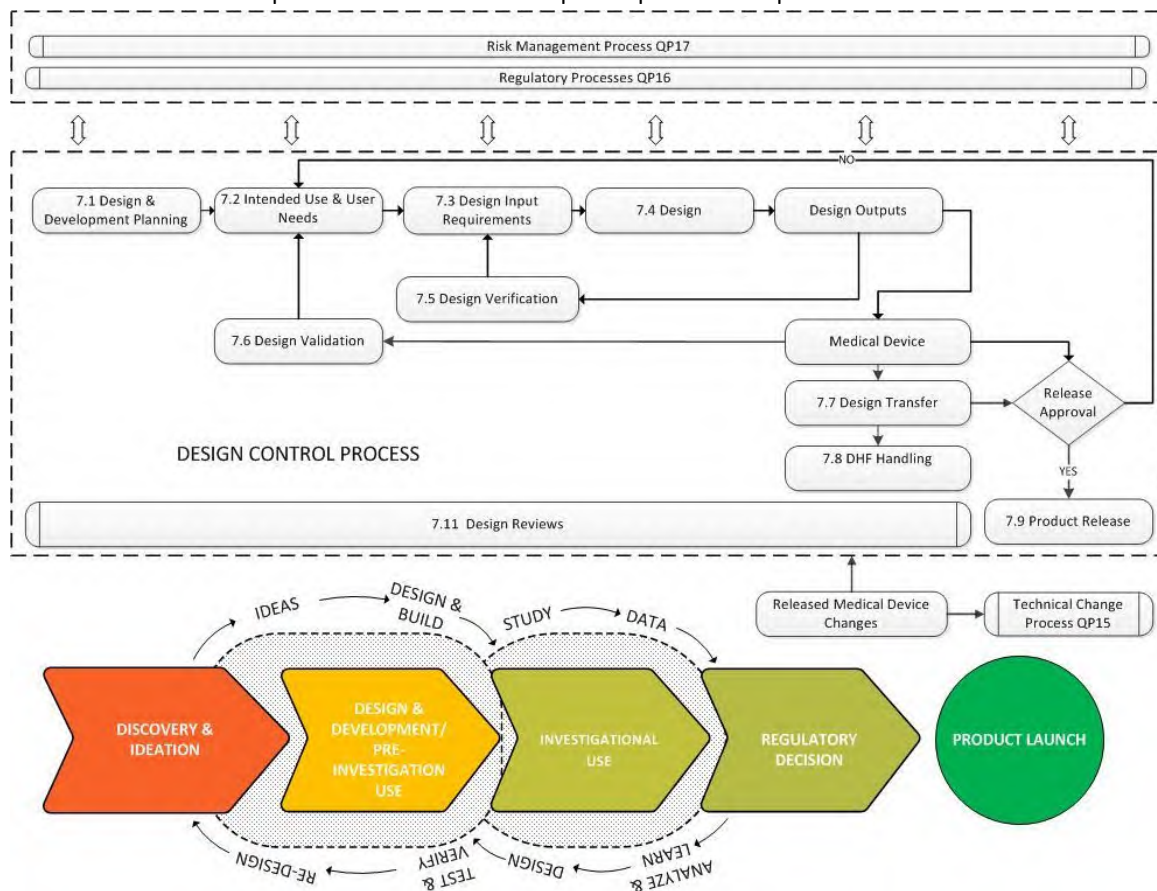 Risk Management Process QP17
Regulatory Processes QP16
NO
7.1 Design &
Development Planning
7.2 Intended Use & User
Needs
7.3 Design Input
Requirements
7.4 Design
Design Outputs
7.5 Design Verification
7.6 Design Validation
Medical Device
7.7 Design Transfer
Release
Approval
DESIGN CONTROL PROCESS
7.8 DHF Handling
YES
7.11 Design Reviews
7.9 Product Release
Released Medical Device
Changes
Technical Change
Process QP15
IDEAS
DESIGN &
BUILD
STUDY
DATA
DISCOVERY &
IDEATION
DESIGN &
DEVELOPMENT/
PRE-
INVESTIGATION
USE
INVESTIGATIONAL
USE
REGULATORY
DECISION
PRODUCT LAUNCH
RE-DESIGN
TEST &
VERIFY
DESIGN
ANALYZE &
LEARN